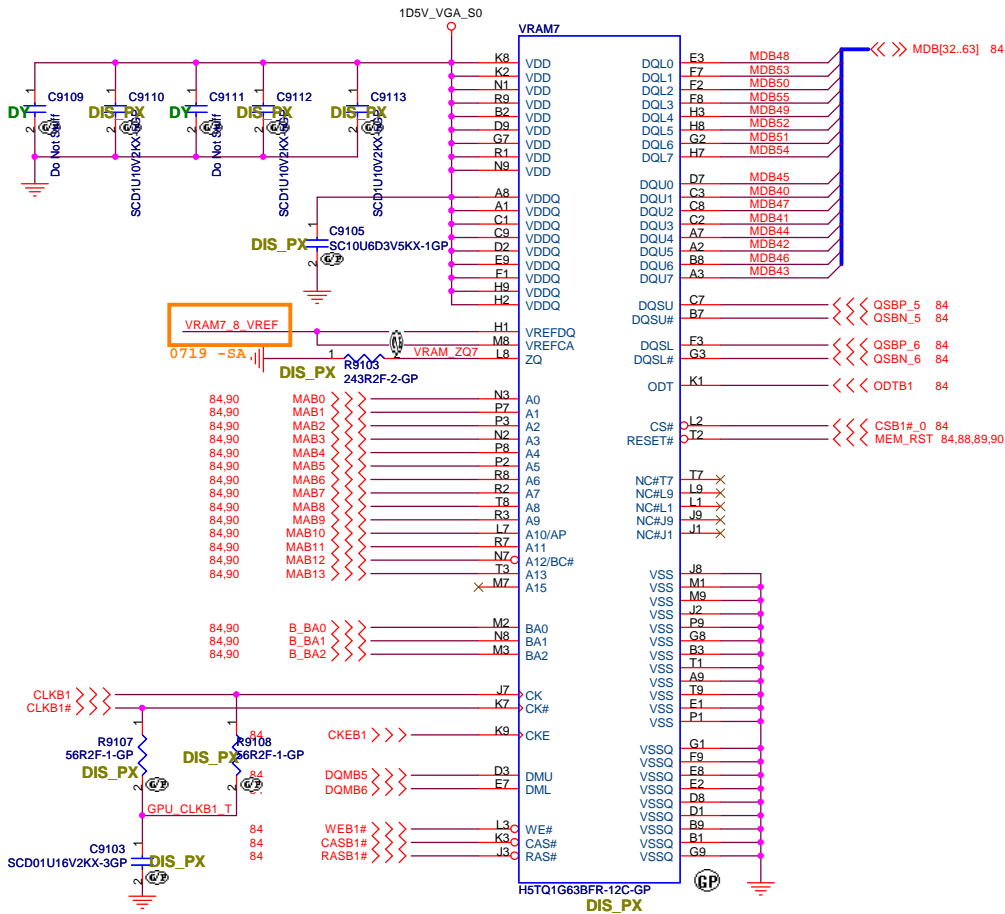 1D5V_VGA_S0
VRAM7
C9109
DY
Do Not Stuff
C9110
DIS_PX
C9111
DY
Do Not Stuff
C9112
DIS_PX
C9113
DIS_PX
C9105
DIS_PX
SC10U6D3V5KX-1GP
VRAM7_8_VREF
0719 -SA
VRAM_ZQ7
R9103
DIS_PX
243R2F-2-GP
K8 VDD
K2 VDD
N1 VDD
R9 VDD
B2 VDD
D9 VDD
G7 VDD
R1 VDD
N9 VDD
A8 VDDQ
A1 VDDQ
C1 VDDQ
C9 VDDQ
D2 VDDQ
E9 VDDQ
F1 VDDQ
H9 VDDQ
H2 VDDQ
H1 VREFDQ
M8 VREFCA
1 2 L8 ZQ
84,90 MAB0 N3 A0
84,90 MAB1 P7 A1
84,90 MAB2 P3 A2
84,90 MAB3 N2 A3
84,90 MAB4 P8 A4
84,90 MAB5 P2 A5
84,90 MAB6 R8 A6
84,90 MAB7 R2 A7
84,90 MAB8 T8 A8
84,90 MAB9 R3 A9
84,90 MAB10 L7 A10/AP
84,90 MAB11 R7 A11
84,90 MAB12 N7 A12/BC#
84,90 MAB13 T3 A13
M7 A15
84,90 B_BA0 M2 BA0
84,90 B_BA1 N8 BA1
84,90 B_BA2 M3 BA2
CLKB1 J7 CK
CLKB1# K7 CK#
84 CKEB1 K9 CKE
84 DQMB5 D3 DMU
DQMB6 E7 DML
84 WEB1# L3 WE#
84 CASB1# K3 CAS#
84 RASB1# J3 RAS#
R9107
56R2F-1-GP
DIS_PX
R9108
56R2F-1-GP
DIS_PX
GPU_CLKB1_T
C9103
SCD01U16V2KX-3GP
DIS_PX
DQL0 E3 MDB48
DQL1 F7 MDB53
DQL2 F2 MDB50
DQL3 F8 MDB55
DQL4 H3 MDB49
DQL5 H8 MDB52
DQL6 G2 MDB51
DQL7 H7 MDB54
MDB[32..63] 84
DQU0 D7 MDB45
DQU1 C3 MDB40
DQU2 C8 MDB47
DQU3 C2 MDB41
DQU4 A7 MDB44
DQU5 A2 MDB42
DQU6 B8 MDB46
DQU7 A3 MDB43
DQSU C7 QSBP_5 84
DQSU# B7 QSBN_5 84
DQSL F3 QSBP_6 84
DQSL# G3 QSBN_6 84
ODT K1 ODTB1 84
CS# L2 CSB1#_0 84
RESET# T2 MEM_RST 84,88,89,90
NC#T7 T7
NC#L9 L9
NC#L1 L1
NC#J9 J9
NC#J1 J1
VSS J8
VSS M1
VSS M9
VSS J2
VSS P9
VSS G8
VSS B3
VSS T1
VSS A9
VSS T9
VSS E1
VSS P1
VSSQ G1
VSSQ F9
VSSQ E8
VSSQ E2
VSSQ D8
VSSQ D1
VSSQ B9
VSSQ B1
VSSQ G9
H5TQ1G63BFR-12C-GP
GP
DIS_PX